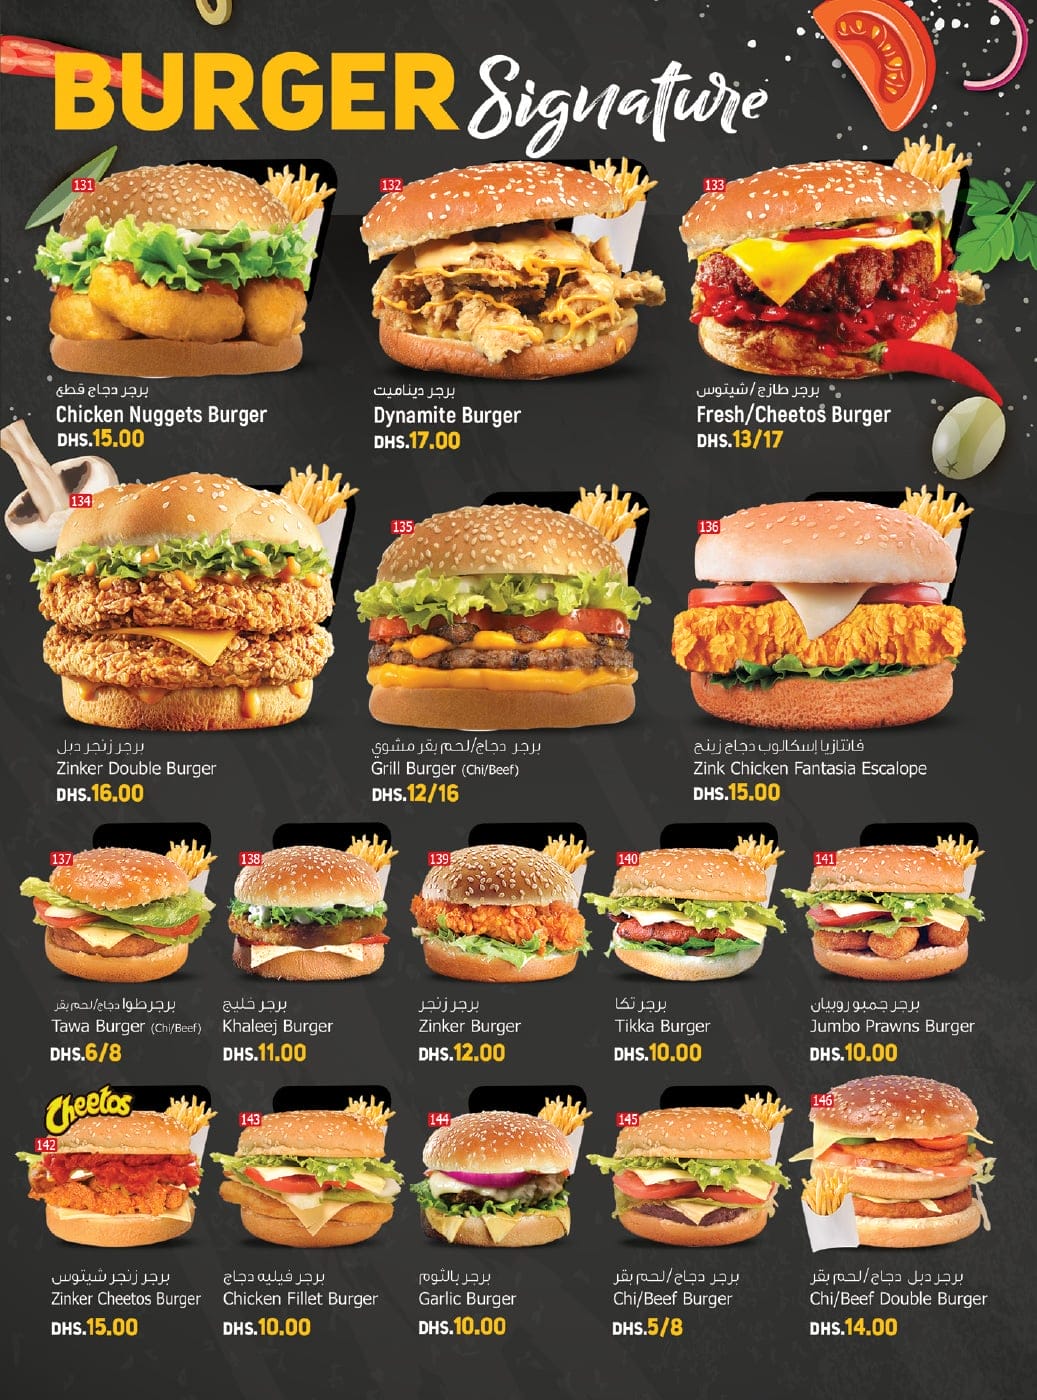 BURGER Signature
131
132
133
برجر دجاج قطع
Chicken Nuggets Burger
DHS.15.00
برجر ديناميت
Dynamite Burger
DHS.17.00
برجر طازج/شيتوس
Fresh/Cheetos Burger
DHS.13/17
134
135
136
برجر زنجر دبل
Zinker Double Burger
DHS.16.00
برجر دجاج/لحم بقر مشوي
Grill Burger (Chi/Beef)
DHS.12/16
فانتازيا إسكالوب دجاج زينج
Zink Chicken Fantasia Escalope
DHS.15.00
137
138
139
140
141
برجرطوا دجاج/لحم بقر
Tawa Burger (Chi/Beef)
DHS.6/8
برجر خليج
Khaleej Burger
DHS.11.00
برجر زنجر
Zinker Burger
DHS.12.00
برجر تكا
Tikka Burger
DHS.10.00
برجر جمبو روبيان
Jumbo Prawns Burger
DHS.10.00
Cheetos
142
143
144
145
146
برجر زنجر شيتوس
Zinker Cheetos Burger
DHS.15.00
برجر فيليه دجاج
Chicken Fillet Burger
DHS.10.00
برجر بالثوم
Garlic Burger
DHS.10.00
برجر دجاج/لحم بقر
Chi/Beef Burger
DHS.5/8
برجر دبل دجاج/لحم بقر
Chi/Beef Double Burger
DHS.14.00